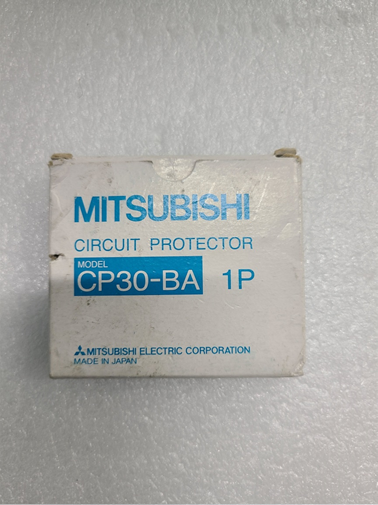 MITSUBISHI
CIRCUIT PROTECTOR
MODEL
CP30-BA 1P
MITSUBISHI ELECTRIC CORPORATION
MADE IN JAPAN